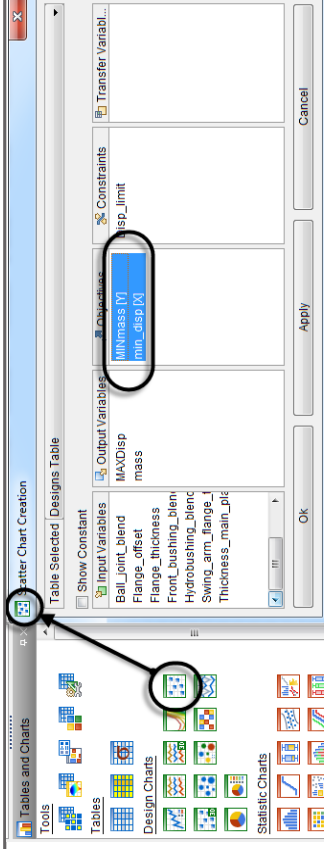 Tables and Charts
Tools
Tables
Design Charts
Statistic Charts
Scatter Chart Creation
Table Selected
Designs Table
Show Constant
Input Variables
Ball_joint_blend
Flange_offset
Flange_thickness
Front_bushing_blen
Hydrobushing_blenc
Swing_arm_flange_t
Thickness_main_pla
Output Variables
MAXDisp
mass
Objectives
MINmass [Y]
min_disp [X]
Constraints
Disp_limit
Transfer Variabl...
Ok
Apply
Cancel